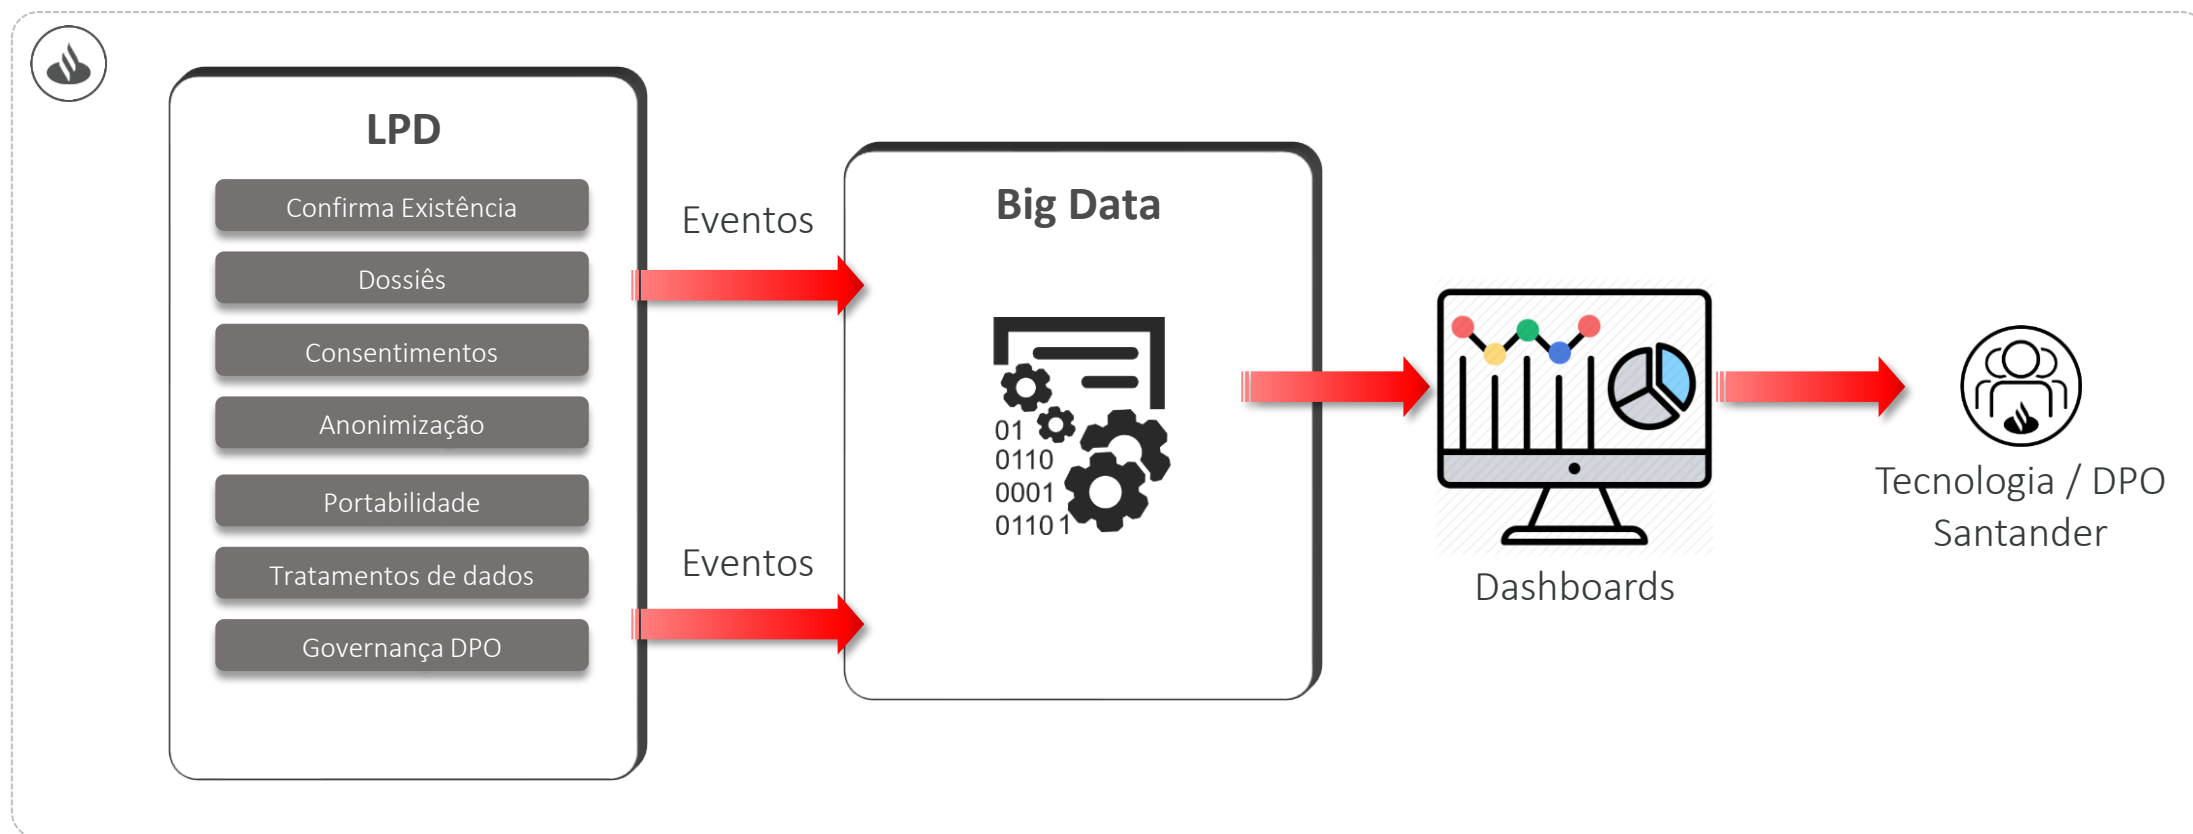 LPD
Confirma Existência
Dossiês
Consentimentos
Anonimização
Portabilidade
Tratamentos de dados
Governança DPO
Eventos
Eventos
Big Data
01
0110
0001
0110 1
Dashboards
Tecnologia / DPO
Santander